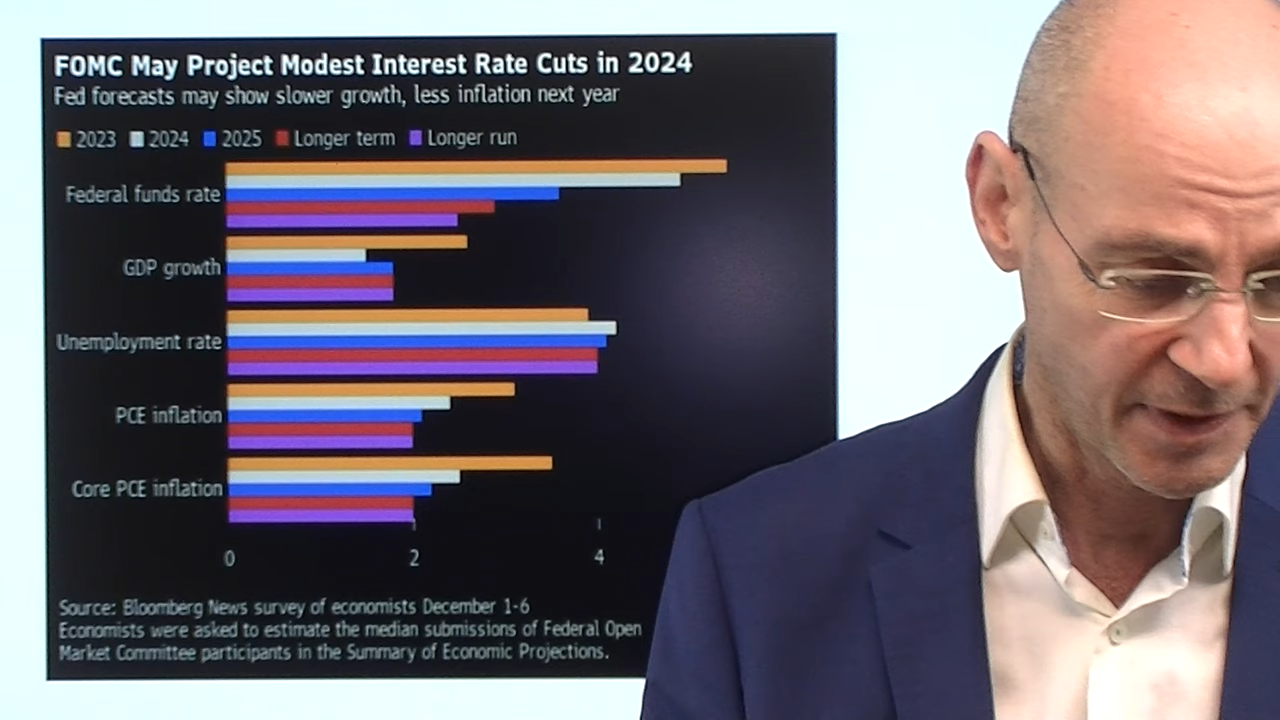 FOMC May Project Modest Interest Rate Cuts in 2024
Fed forecasts may show slower growth, less inflation next year
2023 2024 2025 Longer term Longer run
Federal funds rate
GDP growth
Unemployment rate
PCE inflation
Core PCE inflation
0 2 4
Source: Bloomberg News survey of economists December 1-6
Economists were asked to estimate the median submissions of Federal Open
Market Committee participants in the Summary of Economic Projections.